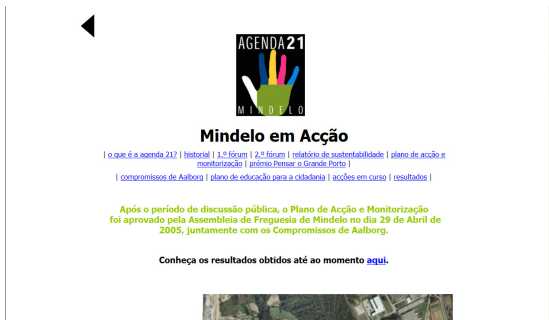 AGENDA 21
MINDELO
Mindelo em Acção
| o que é a agenda 21? | historial | 1.º fórum | 2.º fórum | relatório de sustentabilidade | plano de acção e
monitorização | prémio Pensar o Grande Porto |
| compromissos de Aalborg | plano de educação para a cidadania | acções em curso | resultados |
Após o período de discussão pública, o Plano de Acção e Monitorização
foi aprovado pela Assembleia de Freguesia de Mindelo no dia 29 de Abril de
2005, juntamente com os Compromissos de Aalborg.
Conheça os resultados obtidos até ao momento aqui.